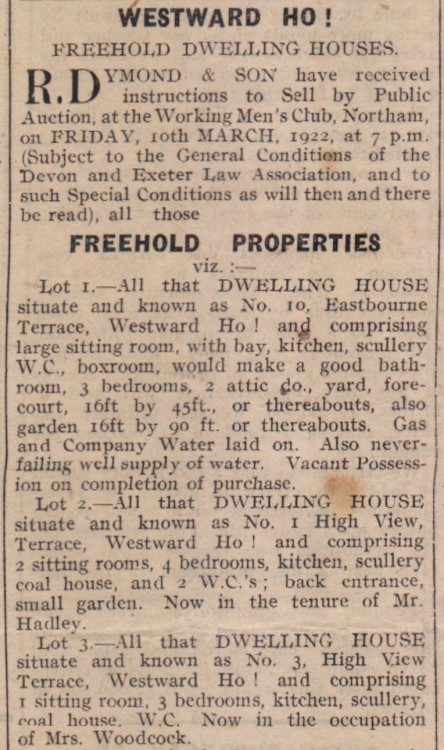 WESTWARD HO !
FREEHOLD DWELLING HOUSES.
R. DYMOND & SON have received
instructions to Sell by Public
Auction, at the Working Men's Club, Northam,
on FRIDAY, 10th MARCH, 1922, at 7 p.m.
(Subject to the General Conditions of the
Devon and Exeter Law Association, and to
such Special Conditions as will then and there
be read), all those
FREEHOLD PROPERTIES
viz. :—
Lot 1.—All that DWELLING HOUSE
situate and known as No. 10, Eastbourne
Terrace, Westward Ho ! and comprising
large sitting room, with bay, kitchen, scullery
W.C., boxroom, would make a good bath-
room, 3 bedrooms, 2 attic do., yard, fore-
court, 16ft by 45ft., or thereabouts, also
garden 16ft by 90 ft. or thereabouts. Gas
and Company Water laid on. Also never-
failing well supply of water. Vacant Possess-
ion on completion of purchase.
Lot 2.—All that DWELLING HOUSE
situate and known as No. 1 High View,
Terrace, Westward Ho ! and comprising
2 sitting rooms, 4 bedrooms, kitchen, scullery
coal house, and 2 W.C.'s ; back entrance,
small garden. Now in the tenure of Mr.
Hadley.
Lot 3.—All that DWELLING HOUSE
situate and known as No. 3, High View
Terrace, Westward Ho ! and comprising
1 sitting room, 3 bedrooms, kitchen, scullery,
coal house, W.C. Now in the occupation
of Mrs. Woodcock.